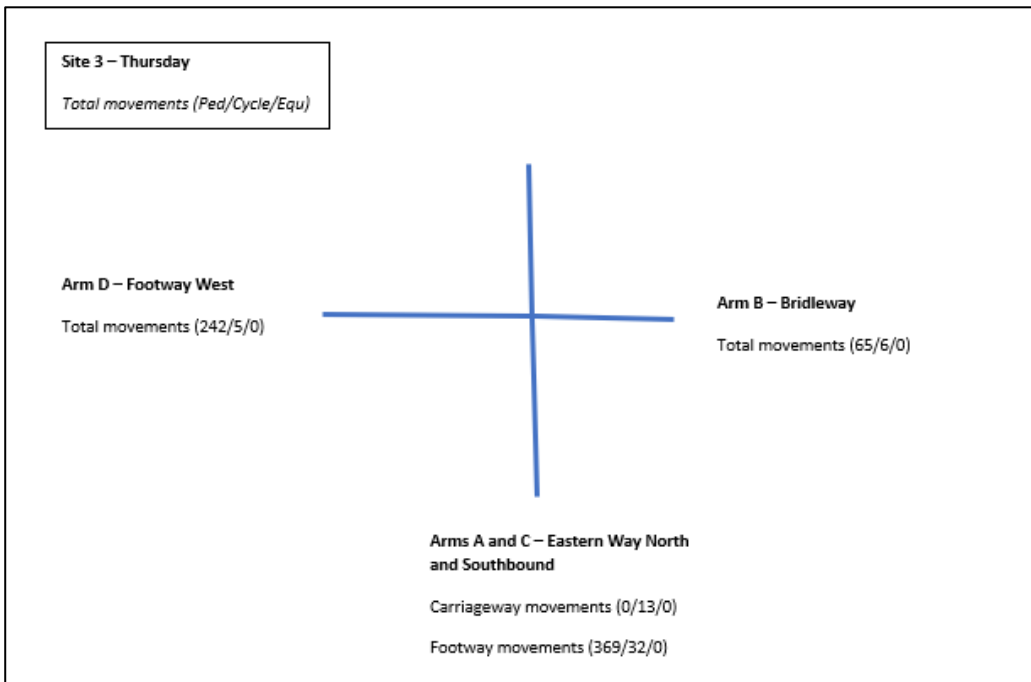 Site 3 – Thursday
Total movements (Ped/Cycle/Equ)
Arm D – Footway West
Total movements (242/5/0)
Arm B – Bridleway
Total movements (65/6/0)
Arms A and C – Eastern Way North
and Southbound
Carriageway movements (0/13/0)
Footway movements (369/32/0)